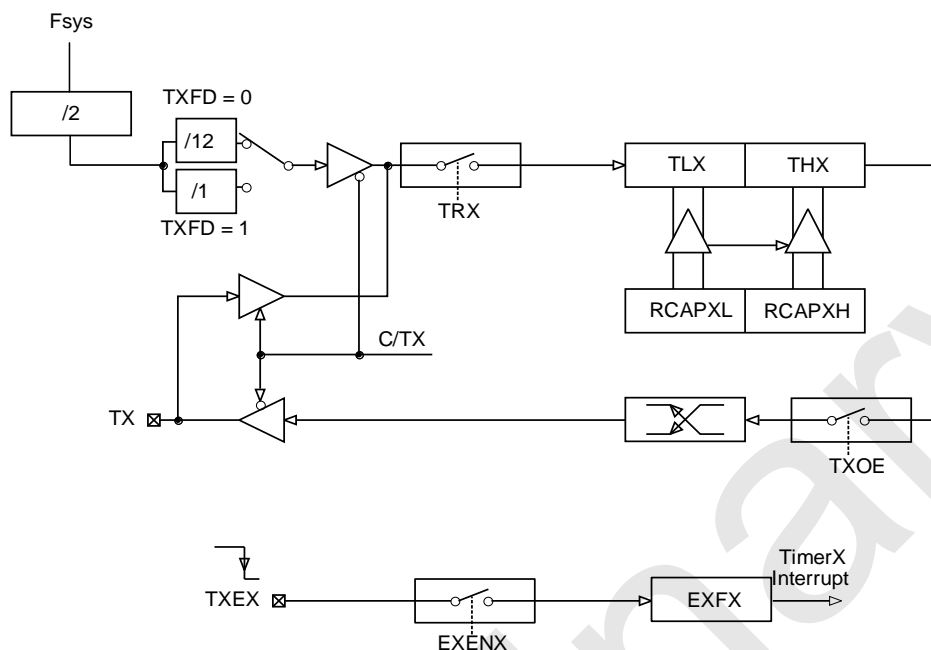 Fsys
/2
TXFD = 0
/12
/1
TXFD = 1
TRX
TLX
THX
RCAPXL
RCAPXH
C/TX
TX
TXOE
TXEX
EXENX
EXFX
TimerX
Interrupt